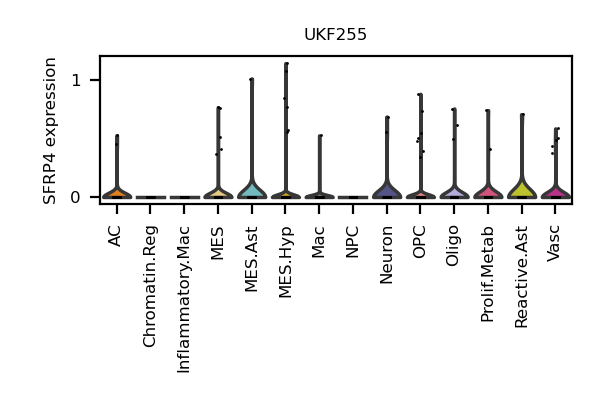 UKF255
SFRP4 expression
1
0
AC
Chromatin.Reg
Inflammatory.Mac
MES
MES.Ast
MES.Hyp
Mac
NPC
Neuron
OPC
Oligo
Prolif.Metab
Reactive.Ast
Vasc